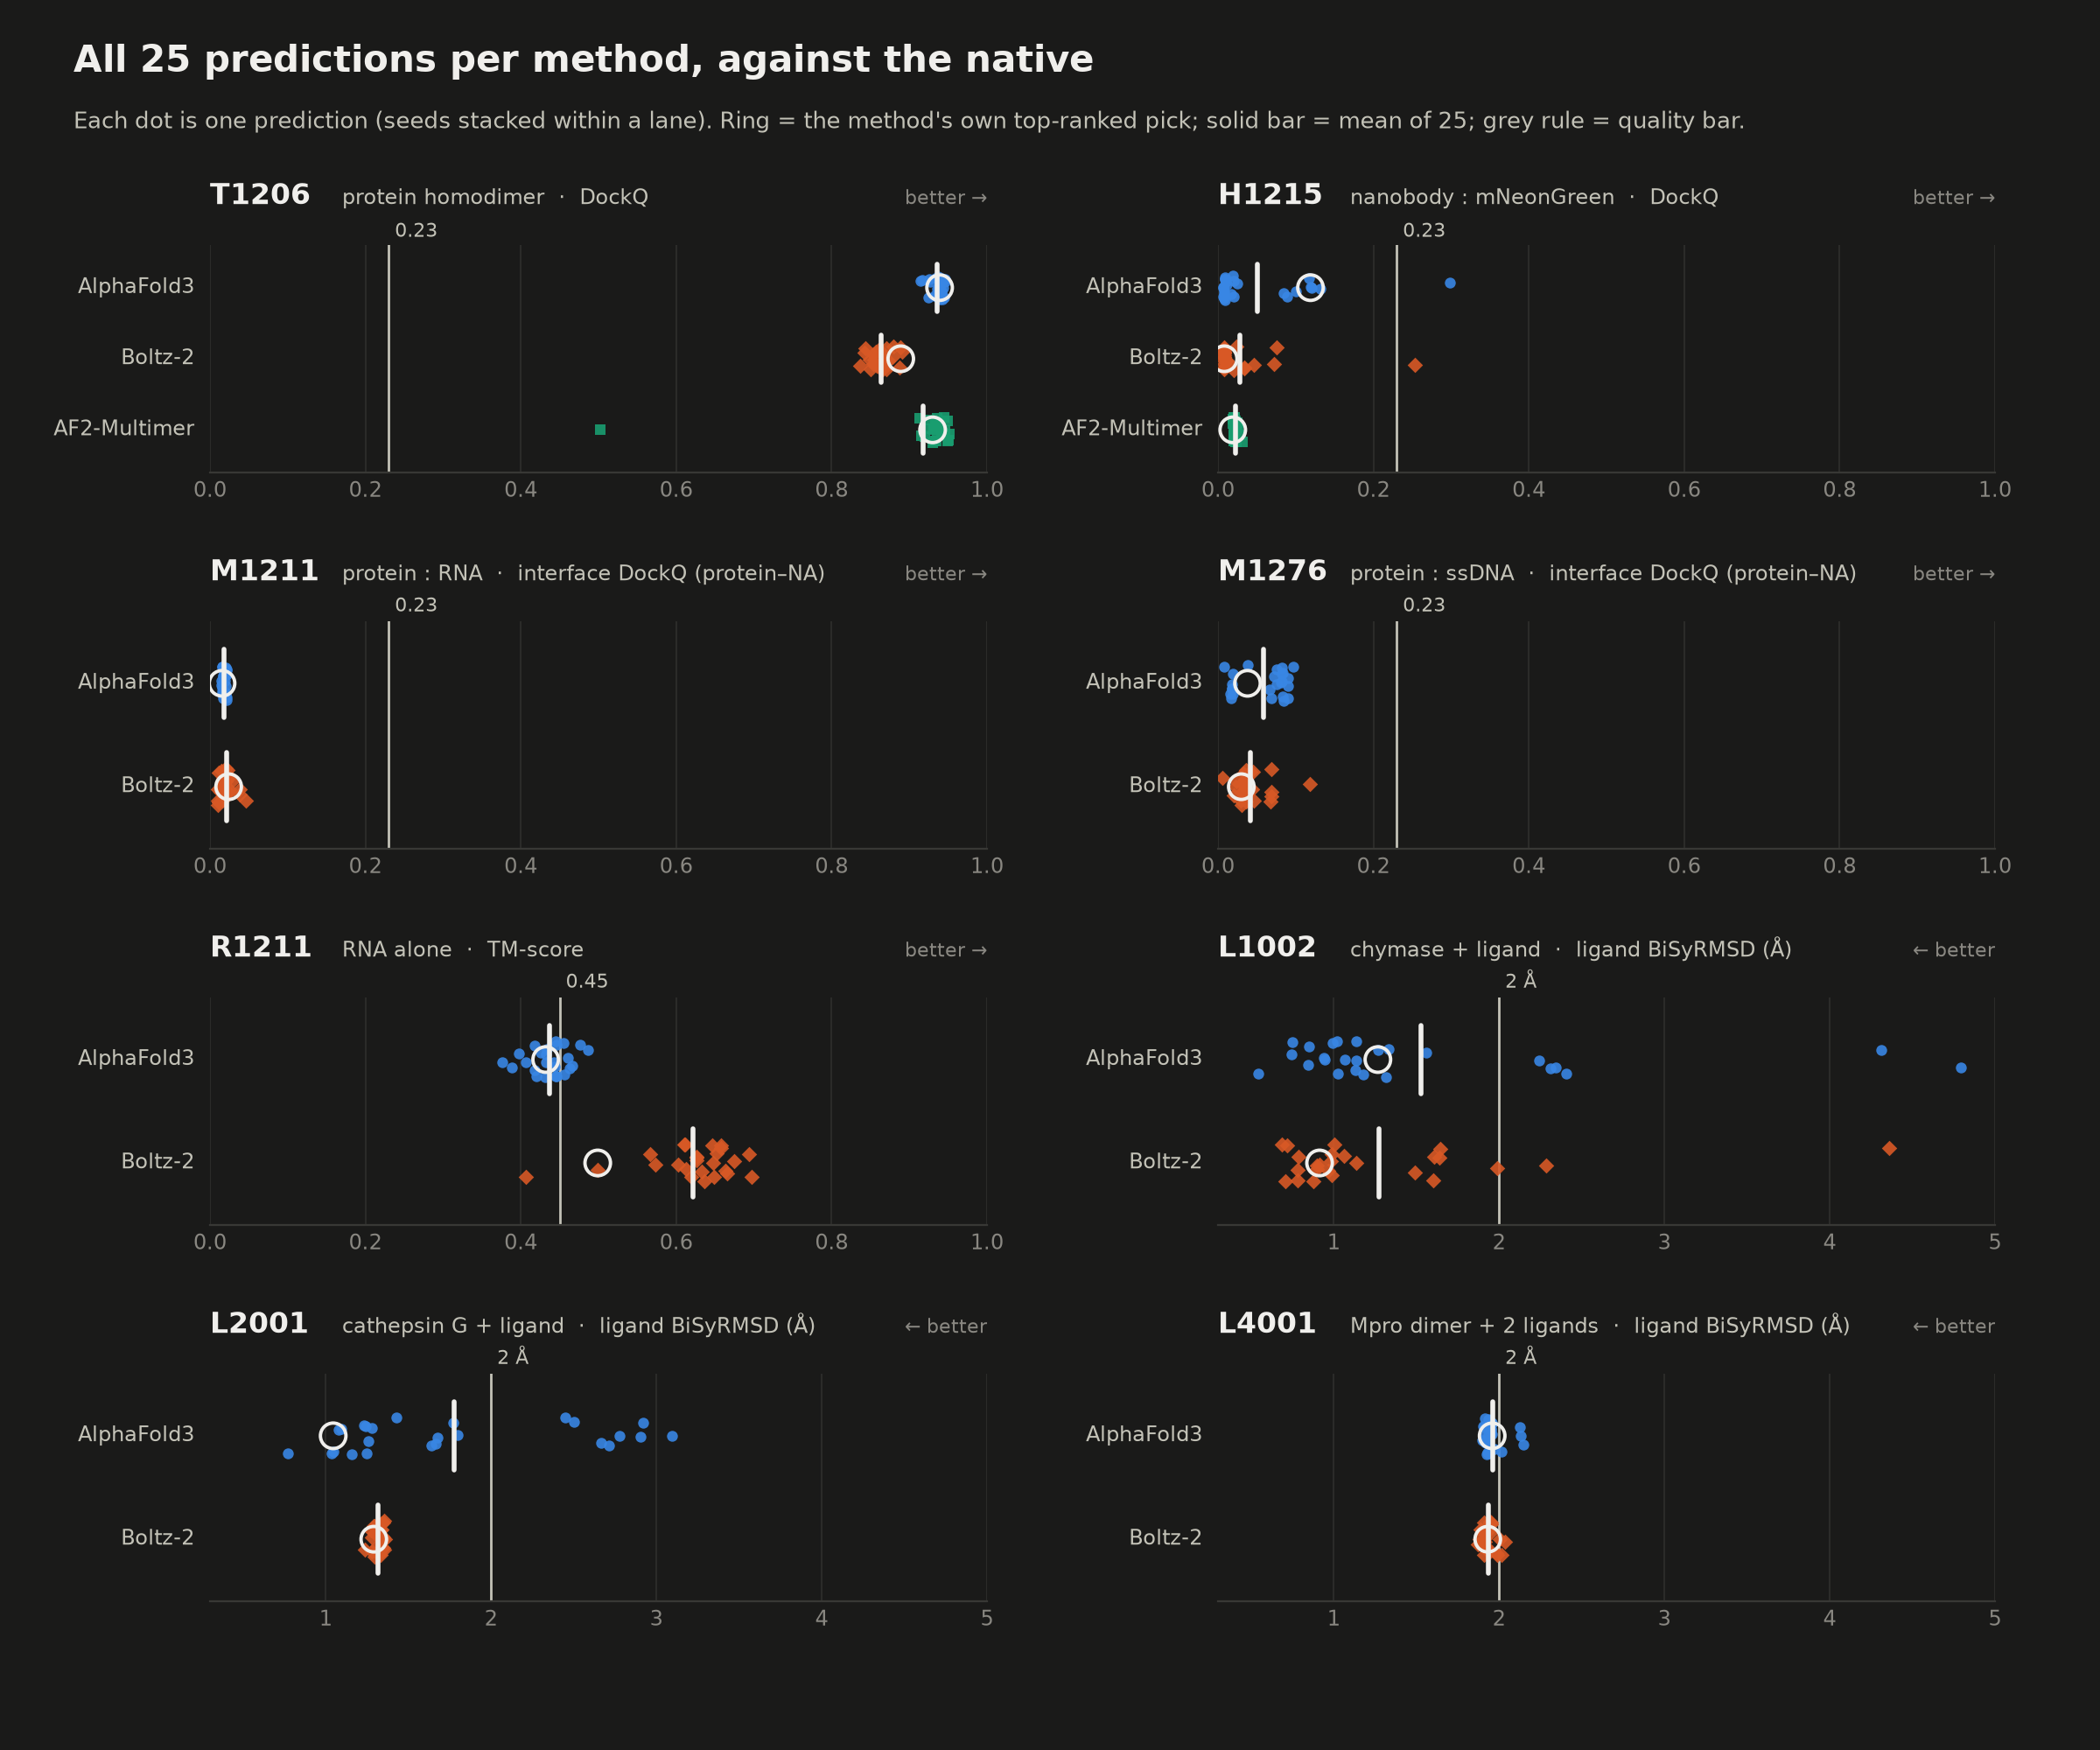 All 25 predictions per method, against the native
Each dot is one prediction (seeds stacked within a lane). Ring = the method's own top-ranked pick; solid bar = mean of 25; grey rule = quality bar.
T1206 protein homodimer · DockQ better →
0.23
AlphaFold3
Boltz-2
AF2-Multimer
0.0 0.2 0.4 0.6 0.8 1.0
H1215 nanobody : mNeonGreen · DockQ better →
0.23
AlphaFold3
Boltz-2
AF2-Multimer
0.0 0.2 0.4 0.6 0.8 1.0
M1211 protein : RNA · interface DockQ (protein–NA) better →
0.23
AlphaFold3
Boltz-2
0.0 0.2 0.4 0.6 0.8 1.0
M1276 protein : ssDNA · interface DockQ (protein–NA) better →
0.23
AlphaFold3
Boltz-2
0.0 0.2 0.4 0.6 0.8 1.0
R1211 RNA alone · TM-score better →
0.45
AlphaFold3
Boltz-2
0.0 0.2 0.4 0.6 0.8 1.0
L1002 chymase + ligand · ligand BiSyRMSD (Å) ← better
2 Å
AlphaFold3
Boltz-2
1 2 3 4 5
L2001 cathepsin G + ligand · ligand BiSyRMSD (Å) ← better
2 Å
AlphaFold3
Boltz-2
1 2 3 4 5
L4001 Mpro dimer + 2 ligands · ligand BiSyRMSD (Å) ← better
2 Å
AlphaFold3
Boltz-2
1 2 3 4 5